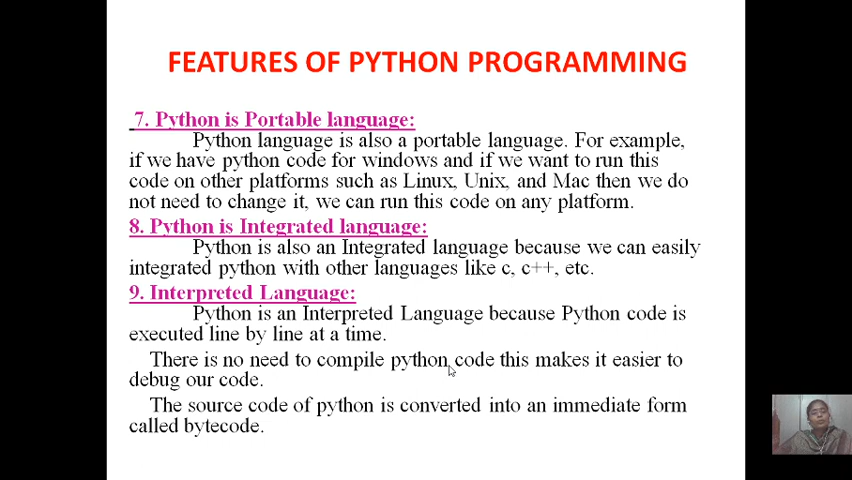 FEATURES OF PYTHON PROGRAMMING
7. Python is Portable language:
Python language is also a portable language. For example,
if we have python code for windows and if we want to run this
code on other platforms such as Linux, Unix, and Mac then we do
not need to change it, we can run this code on any platform.
8. Python is Integrated language:
Python is also an Integrated language because we can easily
integrated python with other languages like c, c++, etc.
9. Interpreted Language:
Python is an Interpreted Language because Python code is
executed line by line at a time.
There is no need to compile python code this makes it easier to
debug our code.
The source code of python is converted into an immediate form
called bytecode.